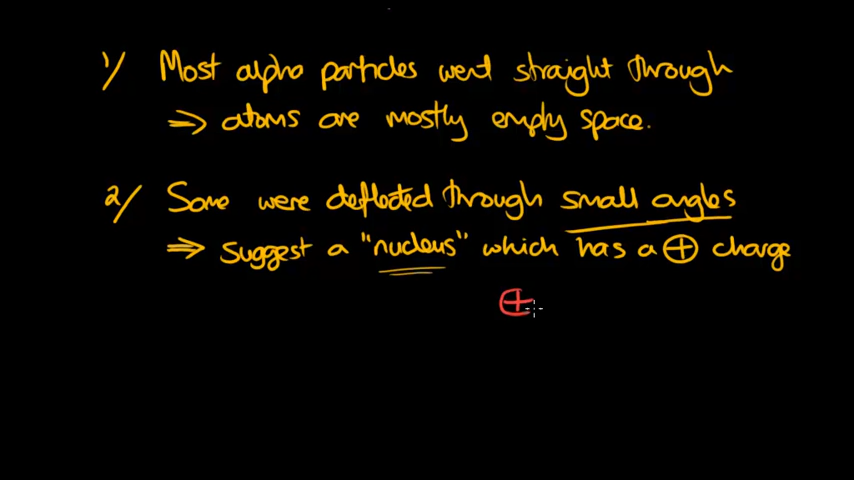 1/ Most alpha particles went straight through
⇒ atoms are mostly empty space.
2/ Some were deflected through small angles
⇒ suggest a "nucleus" which has a ⊕ charge
⊕